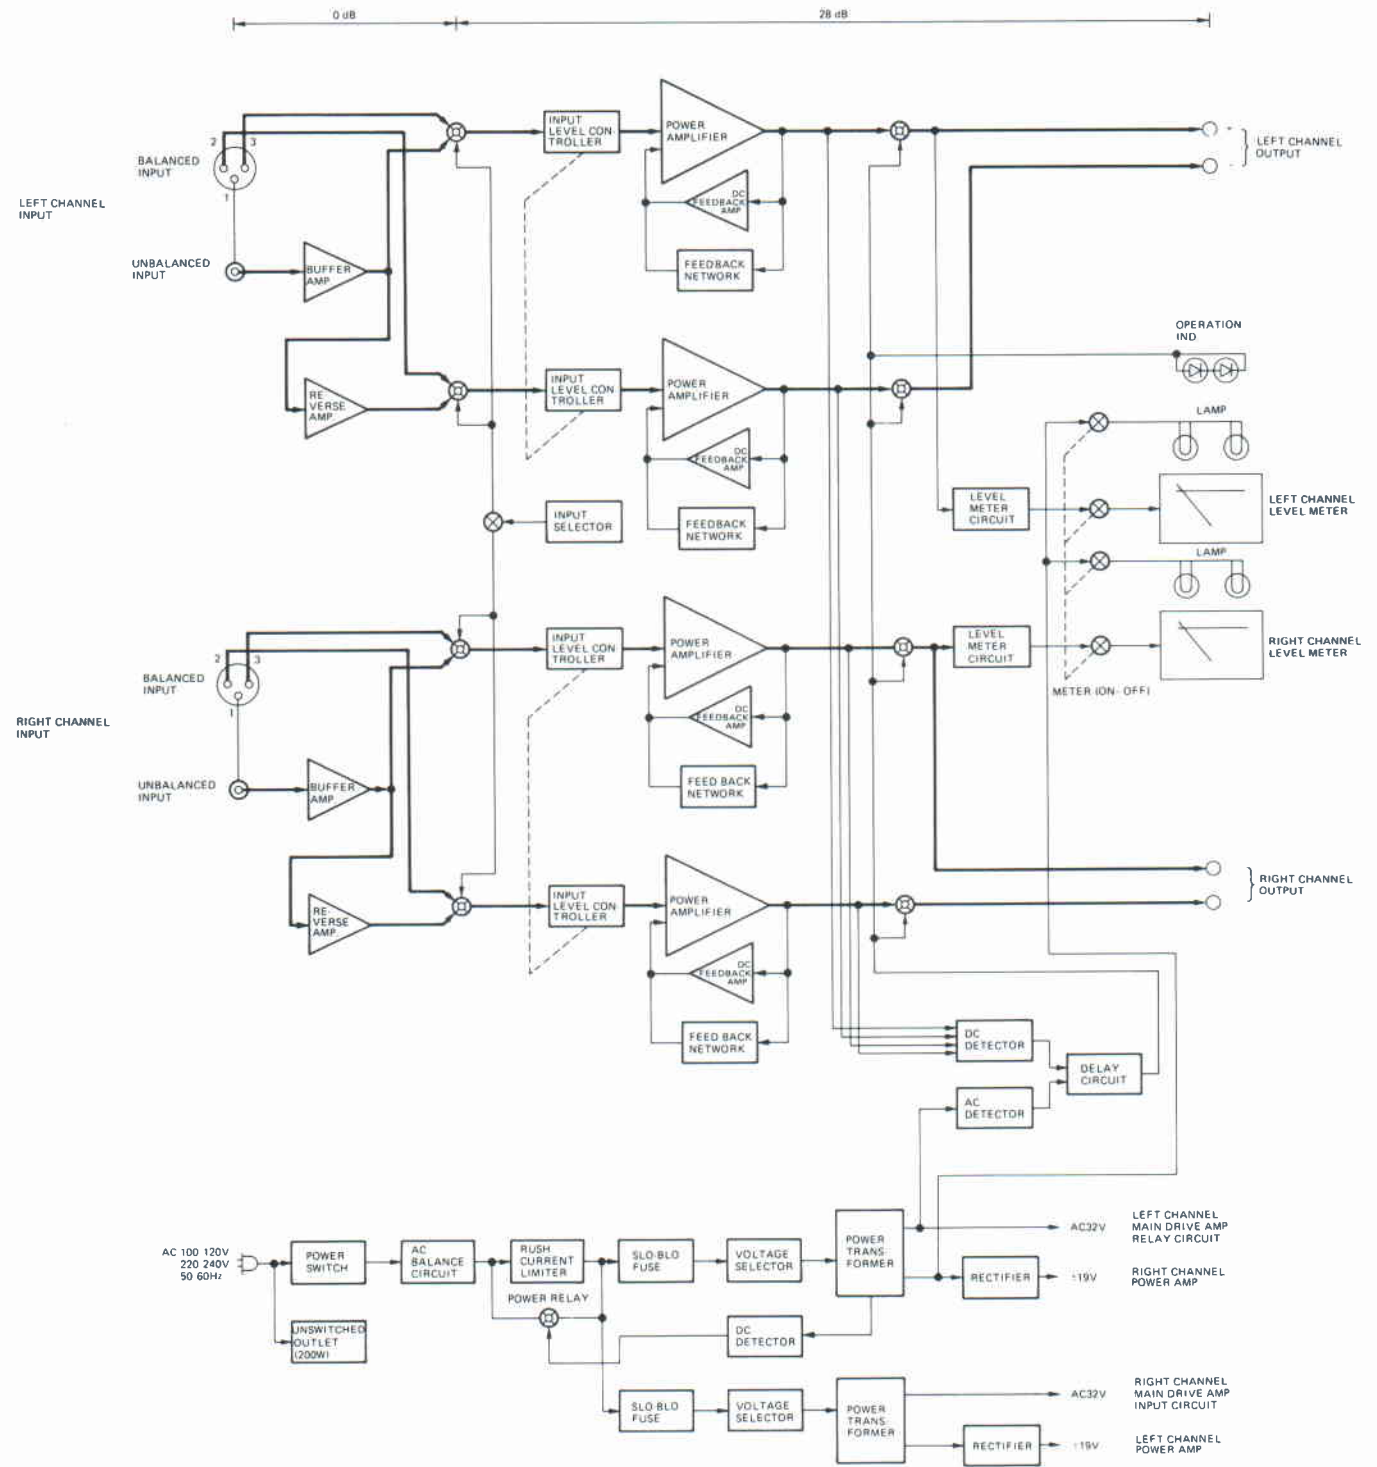 0 dB
28 dB
LEFT CHANNEL
INPUT
BALANCED
INPUT
2
3
1
UNBALANCED
INPUT
BUFFER
AMP.
RE
VERSE
AMP.
INPUT
LEVEL CON
TROLLER
POWER
AMPLIFIER
DC
FEEDBACK
AMP
FEEDBACK
NETWORK
LEFT CHANNEL
OUTPUT
+
-
INPUT
LEVEL CON
TROLLER
POWER
AMPLIFIER
DC
FEEDBACK
AMP
FEEDBACK
NETWORK
INPUT
SELECTOR
OPERATION
IND
LAMP
LEVEL
METER
CIRCUIT
LEFT CHANNEL
LEVEL METER
LAMP
LEVEL
METER
CIRCUIT
RIGHT CHANNEL
LEVEL METER
METER (ON-OFF)
RIGHT CHANNEL
INPUT
BALANCED
INPUT
2
3
1
UNBALANCED
INPUT
BUFFER
AMP.
RE-
VERSE
AMP.
INPUT
LEVEL CON
TROLLER
POWER
AMPLIFIER
DC
FEEDBACK
AMP
FEED BACK
NETWORK
INPUT
LEVEL CON
TROLLER
POWER
AMPLIFIER
DC
FEEDBACK
AMP
FEED BACK
NETWORK
RIGHT CHANNEL
OUTPUT
DC
DETECTOR
DELAY
CIRCUIT
AC
DETECTOR
AC 100 120V
220 240V
50 60Hz
POWER
SWITCH
AC
BALANCE
CIRCUIT
RUSH
CURRENT
LIMITER
SLO-BLO
FUSE
VOLTAGE
SELECTOR
POWER
TRANS-
FORMER
AC32V
LEFT CHANNEL
MAIN DRIVE AMP
RELAY CIRCUIT
RECTIFIER
±19V
RIGHT CHANNEL
POWER AMP
POWER RELAY
UNSWITCHED
OUTLET
(200W)
DC
DETECTOR
SLO BLO
FUSE
VOLTAGE
SELECTOR
POWER
TRANS
FORMER
AC32V
RIGHT CHANNEL
MAIN DRIVE AMP
INPUT CIRCUIT
RECTIFIER
±19V
LEFT CHANNEL
POWER AMP